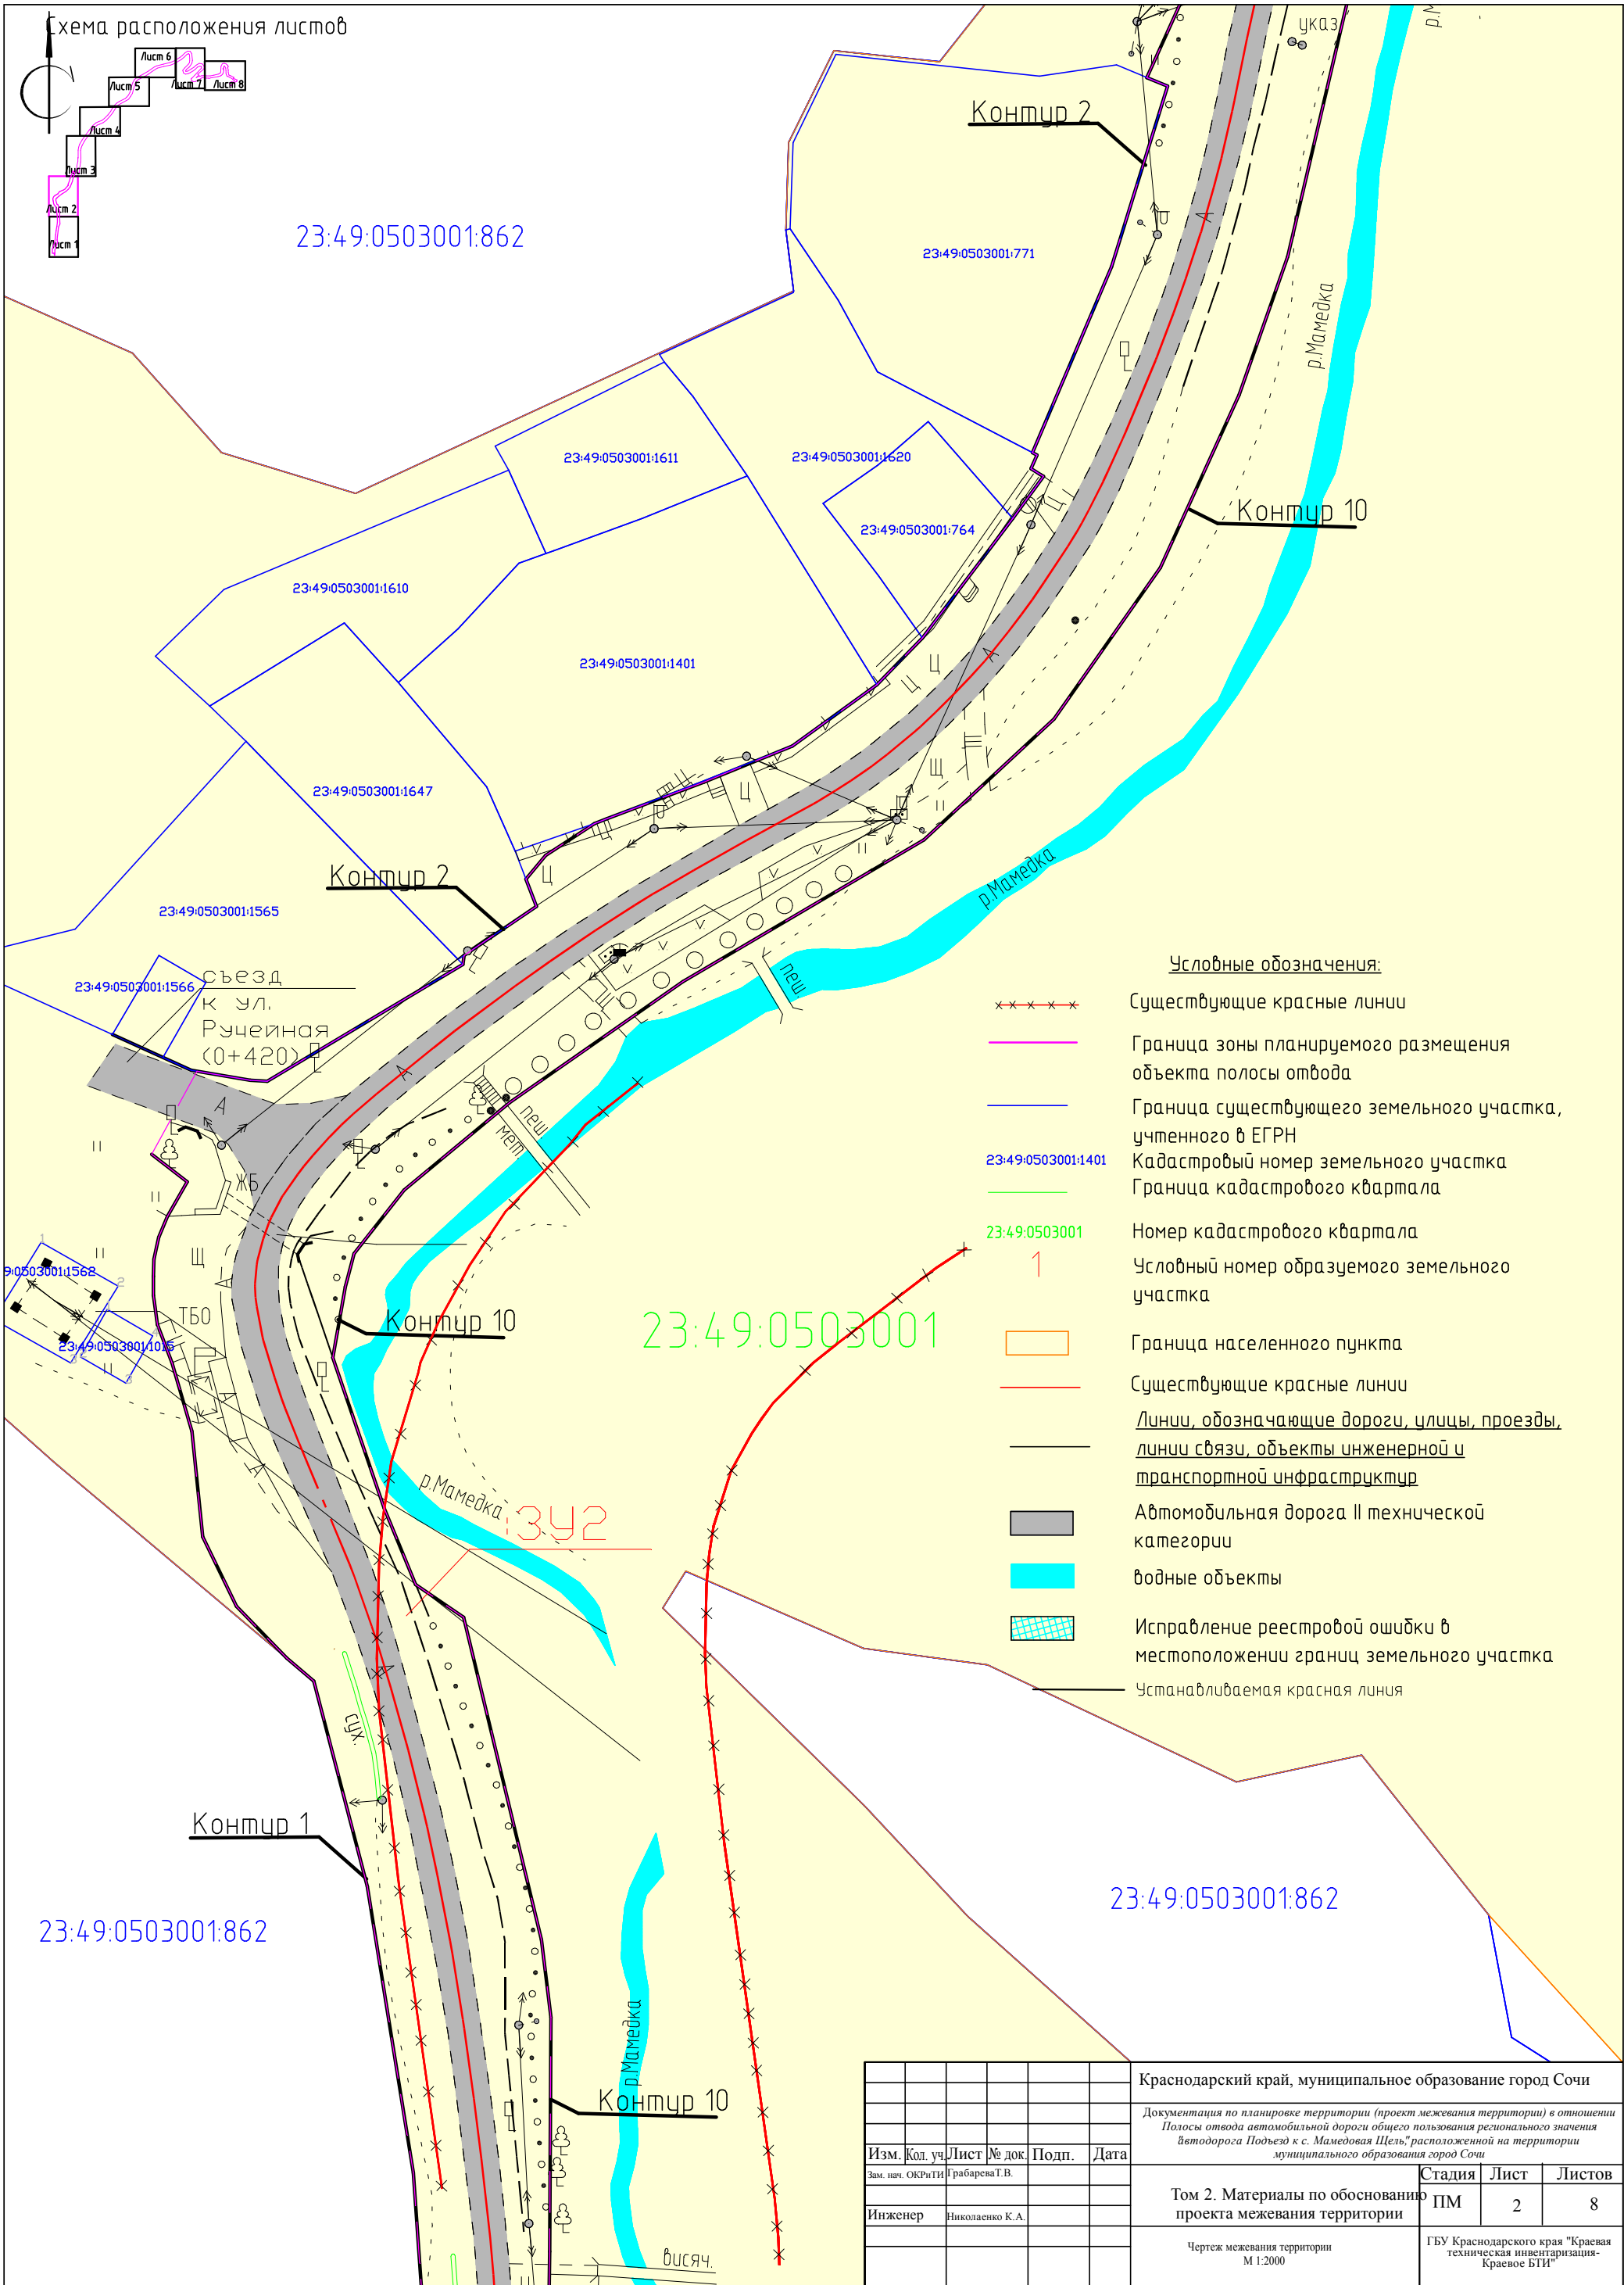 Схема расположения листов
Лист 6
Лист 5
Лист 7
Лист 8
Лист 4
Лист 3
Лист 2
Лист 1
указ.
Контур 2
23:49:0503001:862
23:49:0503001:771
А
р.Мамедка
23:49:0503001:1611
23:49:0503001:1620
23:49:0503001:764
Контур 10
23:49:0503001:1610
23:49:0503001:1401
Ц
Ц
А
Щ
23:49:0503001:1647
Ц
Контур 2
Ц
р.Мамедка
23:49:0503001:1565
23:49:0503001:1566
съезд
к ул.
Ручейная
(0+420)
пеш.
А
А
пеш.
мет.
ЖБ
Щ
А
1
2
9:0503001:1562
ТБО
23:49:0503001:1015
3
Контур 10
23:49:0503001
А
А
р.Мамедка
:ЗУ2
сух.
Контур 1
23:49:0503001:862
23:49:0503001:862
р.Мамедка
Контур 10
висяч.
Условные обозначения:
Существующие красные линии
Граница зоны планируемого размещения
объекта полосы отвода
Граница существующего земельного участка,
учтенного в ЕГРН
23:49:0503001:1401 Кадастровый номер земельного участка
Граница кадастрового квартала
23:49:0503001 Номер кадастрового квартала
1 Условный номер образуемого земельного
участка
Граница населенного пункта
Существующие красные линии
Линии, обозначающие дороги, улицы, проезды,
линии связи, объекты инженерной и
транспортной инфраструктур
Автомобильная дорога II технической
категории
водные объекты
Исправление реестровой ошибки в
местоположении границ земельного участка
Устанавливаемая красная линия
Краснодарский край, муниципальное образование город Сочи
Документация по планировке территории (проект межевания территории) в отношении
Полосы отвода автомобильной дороги общего пользования регионального значения
"Автодорога Подъезд к с. Мамедовая Щель", расположенной на территории
муниципального образования город Сочи
Изм. Кол. уч. Лист № док. Подп. Дата
Зам. нач. ОКРиТИ Грабарева Т.В.
Инженер Николаенко К.А.
Том 2. Материалы по обоснованию
проекта межевания территории
Стадия Лист Листов
ПМ 2 8
Чертеж межевания территории
М 1:2000
ГБУ Краснодарского края "Краевая
техническая инвентаризация-
Краевое БТИ"